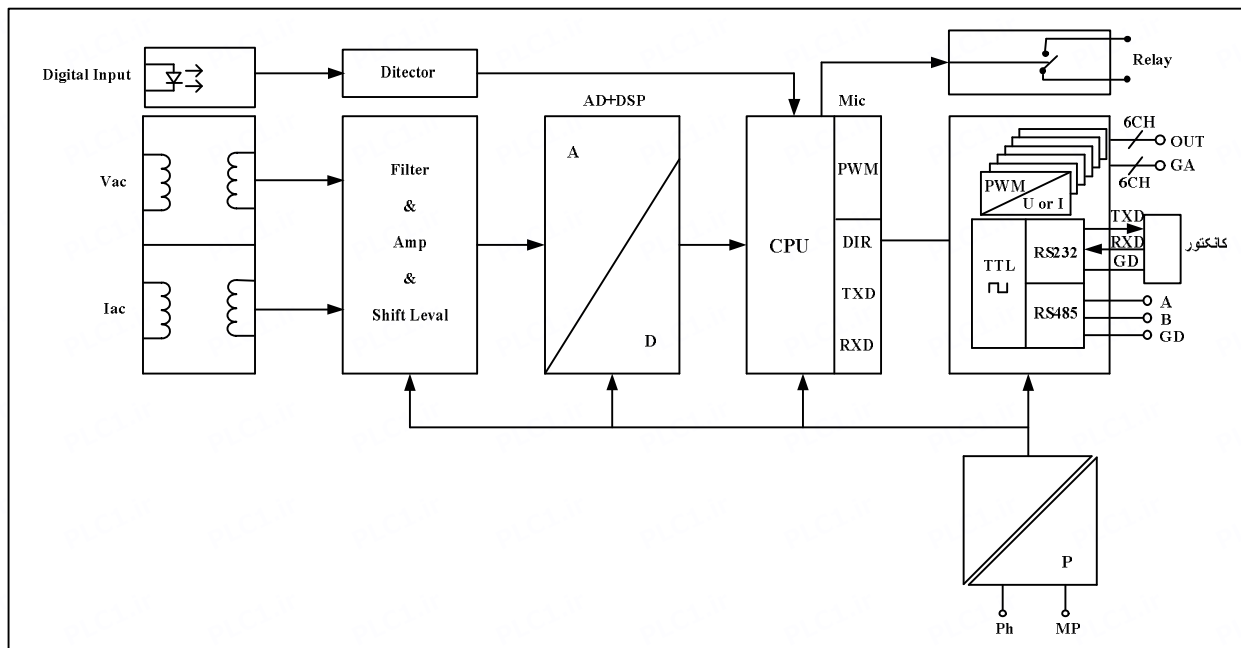 Digital Input
Ditector
Relay
AD+DSP
Mic
Vac
Iac
Filter
&
Amp
&
Shift Leval
A
D
CPU
PWM
DIR
TXD
RXD
6CH
OUT
6CH
GA
PWM
U or I
TTL
RS232
RS485
TXD
RXD
GD
کانکتور
A
B
GD
P
Ph
MP